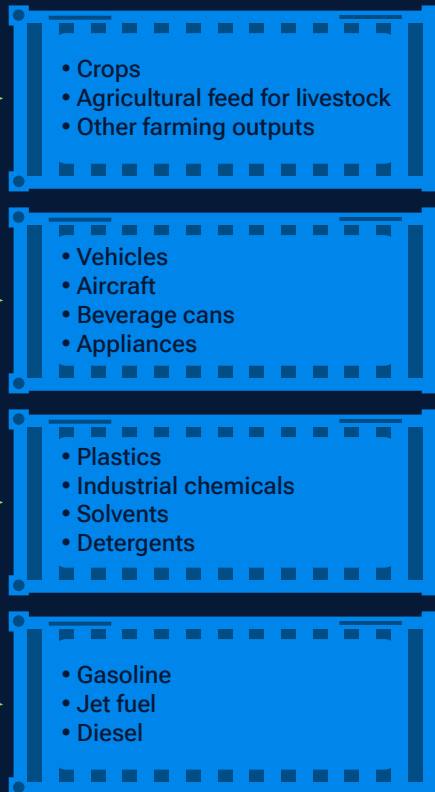 • Crops
• Agricultural feed for livestock
• Other farming outputs
• Vehicles
• Aircraft
• Beverage cans
• Appliances
• Plastics
• Industrial chemicals
• Solvents
• Detergents
• Gasoline
• Jet fuel
• Diesel